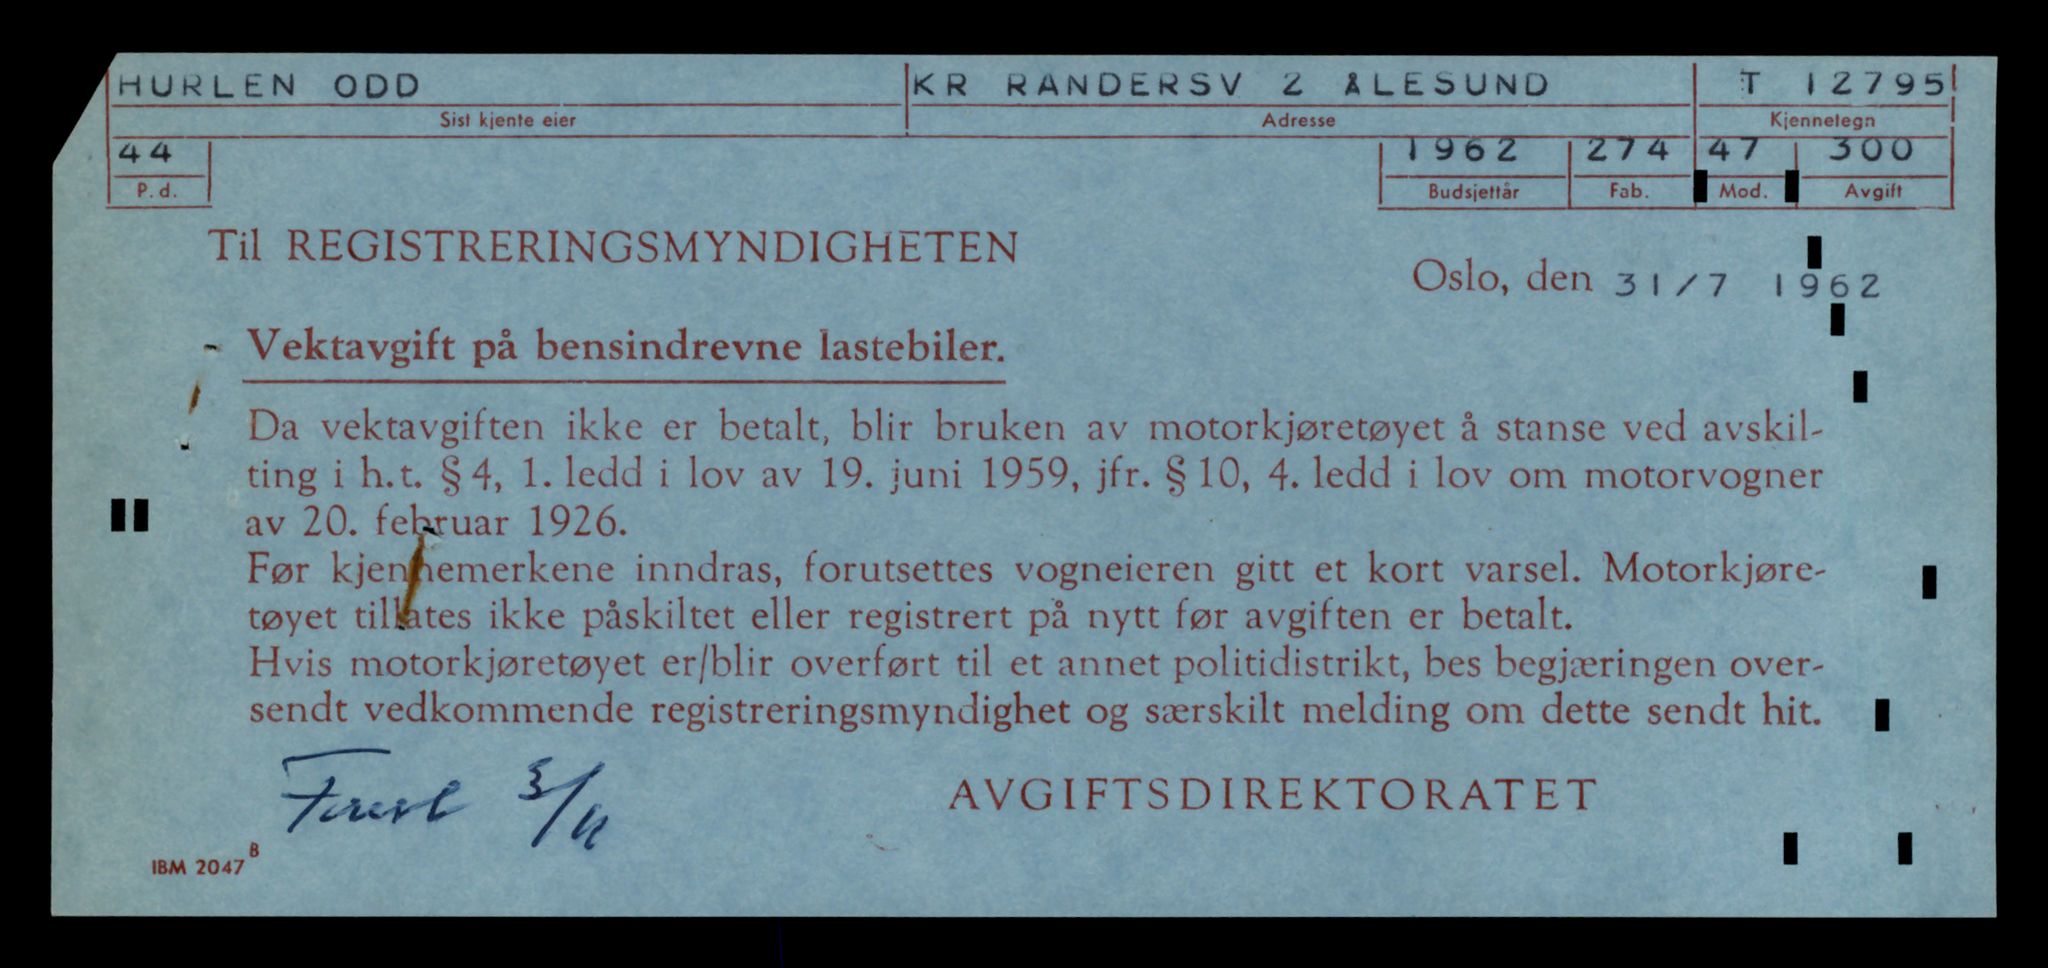 HURLEN ODD KR RANDERSV 2 ÅLESUND T 12795
Sist kjente eier Adresse Kjennetegn
44 1962 274 47 300
P. d. Budsjettår Fab. Mod. Avgift
Til REGISTRERINGSMYNDIGHETEN
Oslo, den 31/7 1962
Vektavgift på bensindrevne lastebiler.
Da vektavgiften ikke er betalt, blir bruken av motorkjøretøyet å stanse ved avskil-
ting i h.t. § 4, 1. ledd i lov av 19. juni 1959, jfr. § 10, 4. ledd i lov om motorvogner
av 20. februar 1926.
Før kjennemerkene inndras, forutsettes vogneieren gitt et kort varsel. Motorkjøre-
tøyet tillates ikke påskiltet eller registrert på nytt før avgiften er betalt.
Hvis motorkjøretøyet er/blir overført til et annet politidistrikt, bes begjæringen over-
sendt vedkommende registreringsmyndighet og særskilt melding om dette sendt hit.
AVGIFTSDIREKTORATET
IBM 2047 B